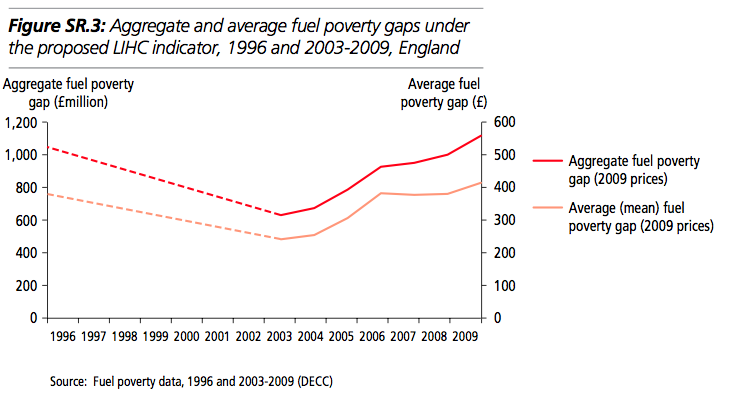 Figure SR.3: Aggregate and average fuel poverty gaps under
the proposed LIHC indicator, 1996 and 2003-2009, England
Aggregate fuel poverty
gap (£million)
Average fuel
poverty gap (£)
1,200
1,000
800
600
400
200
0
600
500
400
300
200
100
0
1996 1997 1998 1999 2000 2001 2002 2003 2004 2005 2006 2007 2008 2009
Aggregate fuel poverty
gap (2009 prices)
Average (mean) fuel
poverty gap (2009 prices)
Source: Fuel poverty data, 1996 and 2003-2009 (DECC)